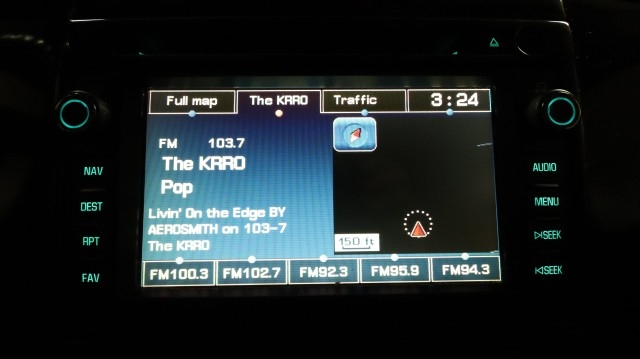 Full map
The KRRO
Traffic
3:24
FM 103.7
The KRRO
Pop
Livin' On the Edge BY
AEROSMITH on 103-7
The KRRO
150 ft
FM100.3
FM102.7
FM92.3
FM95.9
FM94.3
NAV
DEST
RPT
FAV
AUDIO
MENU
SEEK
SEEK